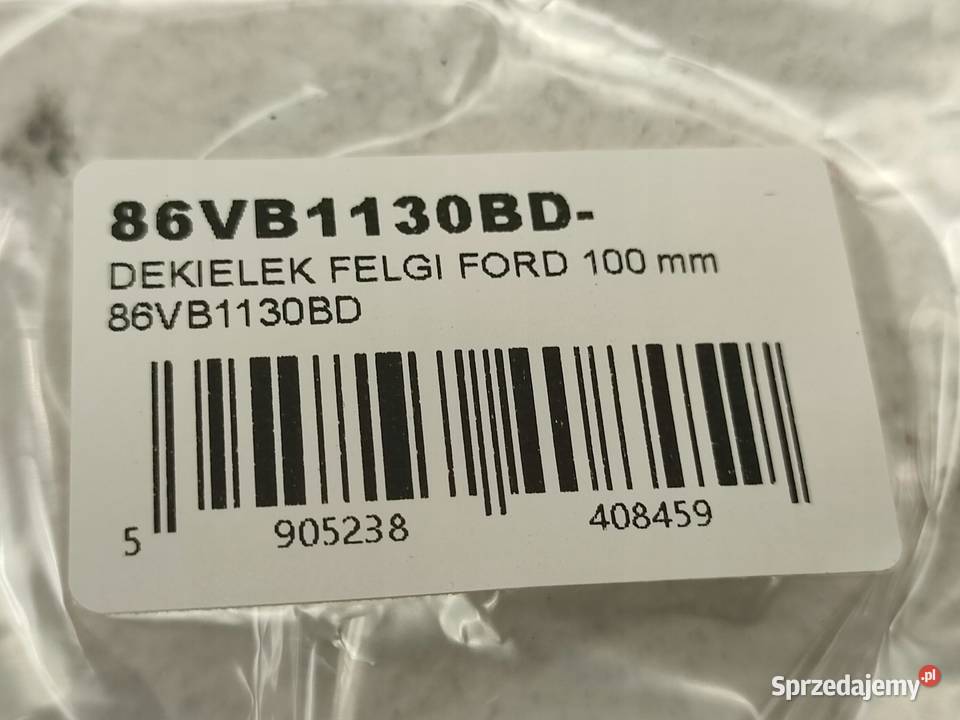 86VB1130BD-
DEKIELEK FELGI FORD 100 mm
86VB1130BD
5 905238 408459
Sprzedajemy.pl